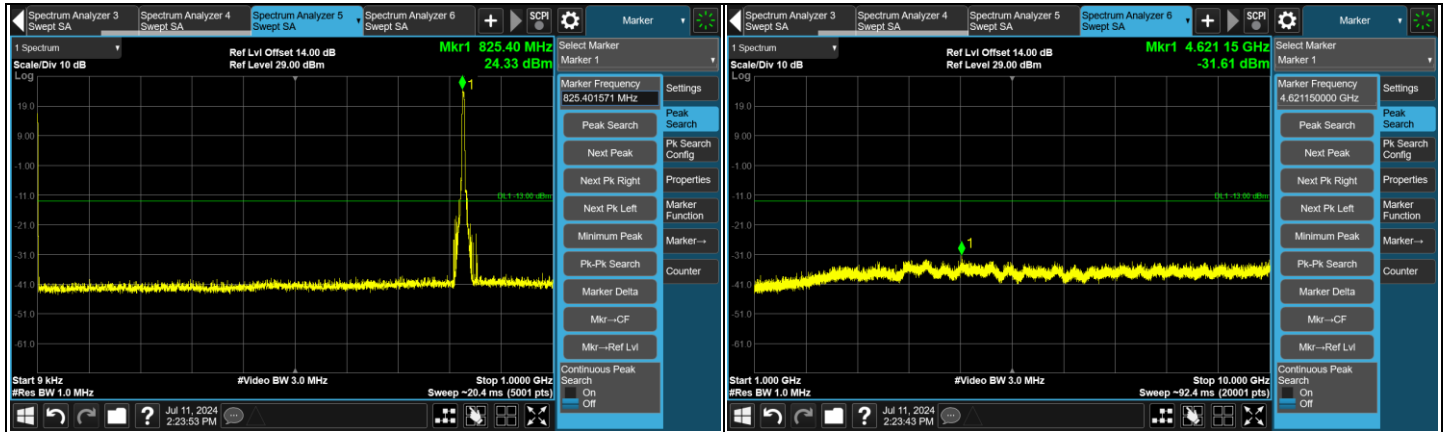 Spectrum Analyzer 3
Swept SA
Spectrum Analyzer 4
Swept SA
Spectrum Analyzer 5
Swept SA
Spectrum Analyzer 6
Swept SA
+
SCPI
Marker
1 Spectrum
Scale/Div 10 dB
Log
Ref Lvl Offset 14.00 dB
Ref Level 29.00 dBm
Mkr1 825.40 MHz
24.33 dBm
1
19.0
9.00
-1.00
-11.0
-21.0
-31.0
-41.0
-51.0
-61.0
DL1 -13.00 dBm
Start 9 kHz
#Res BW 1.0 MHz
#Video BW 3.0 MHz
Stop 1.0000 GHz
Sweep ~20.4 ms (5001 pts)
Select Marker
Marker 1
Marker Frequency
825.401571 MHz
Peak Search
Next Peak
Next Pk Right
Next Pk Left
Minimum Peak
Pk-Pk Search
Marker Delta
Mkr→CF
Mkr→Ref Lvl
Continuous Peak
Search
On
Off
Settings
Peak
Search
Pk Search
Config
Properties
Marker
Function
Marker→
Counter
?
Jul 11, 2024
2:23:53 PM
Spectrum Analyzer 3
Swept SA
Spectrum Analyzer 4
Swept SA
Spectrum Analyzer 5
Swept SA
Spectrum Analyzer 6
Swept SA
+
SCPI
Marker
1 Spectrum
Scale/Div 10 dB
Log
Ref Lvl Offset 14.00 dB
Ref Level 29.00 dBm
Mkr1 4.621 15 GHz
-31.61 dBm
1
19.0
9.00
-1.00
-11.0
-21.0
-31.0
-41.0
-51.0
-61.0
DL1 -13.00 dBm
Start 1.000 GHz
#Res BW 1.0 MHz
#Video BW 3.0 MHz
Stop 10.000 GHz
Sweep ~92.4 ms (20001 pts)
Select Marker
Marker 1
Marker Frequency
4.621150000 GHz
Peak Search
Next Peak
Next Pk Right
Next Pk Left
Minimum Peak
Pk-Pk Search
Marker Delta
Mkr→CF
Mkr→Ref Lvl
Continuous Peak
Search
On
Off
Settings
Peak
Search
Pk Search
Config
Properties
Marker
Function
Marker→
Counter
?
Jul 11, 2024
2:23:43 PM